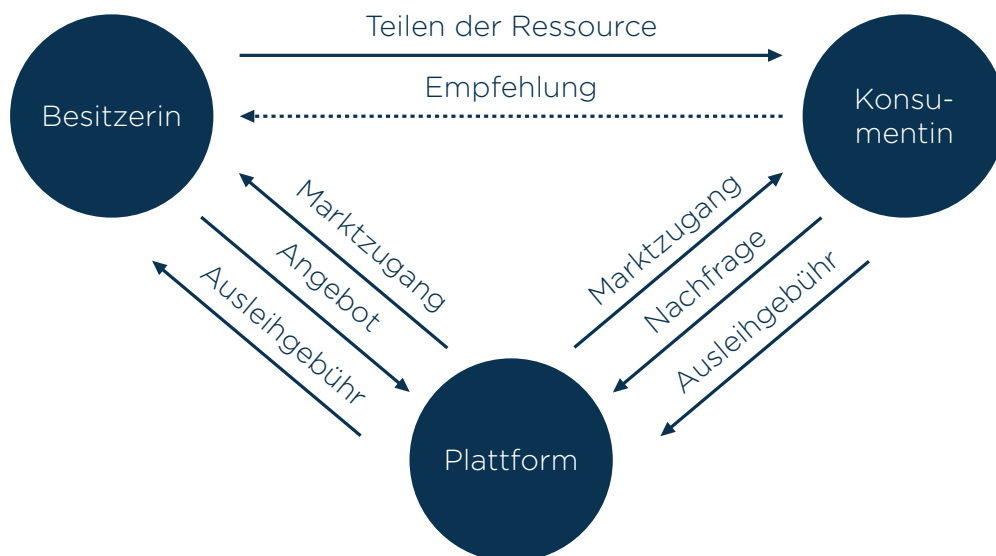 Teilen der Ressource
Empfehlung
Besitzerin
Konsu-
mentin
Marktzugang
Angebot
Ausleihgebühr
Marktzugang
Nachfrage
Ausleihgebühr
Plattform